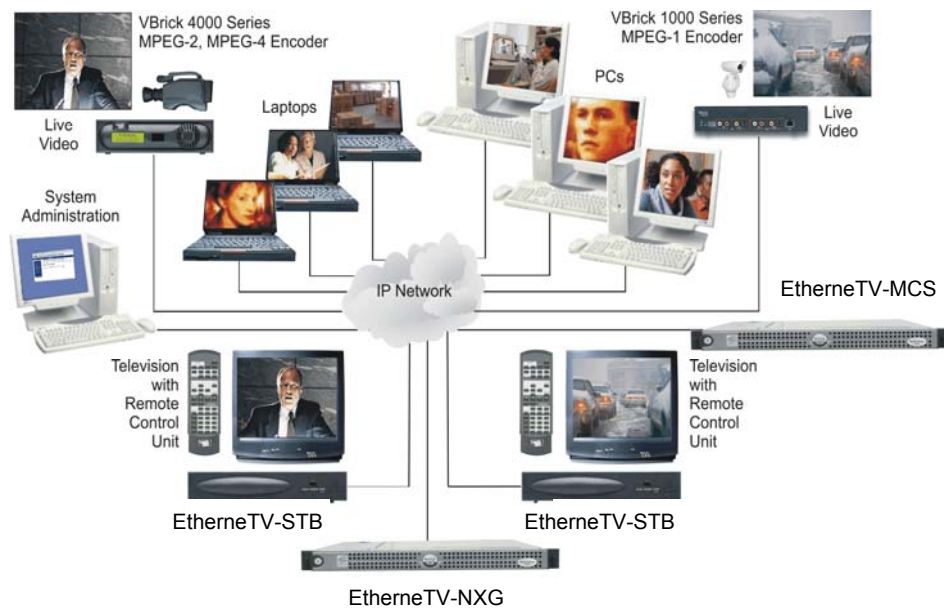 VBrick 4000 Series
MPEG-2, MPEG-4 Encoder
VBrick 1000 Series
MPEG-1 Encoder
PCs
Laptops
Live
Video
Live
Video
System
Administration
IP Network
EtherneTV-MCS
Television
with
Remote
Control
Unit
Television
with
Remote
Control
Unit
EtherneTV-STB
EtherneTV-STB
EtherneTV-NXG